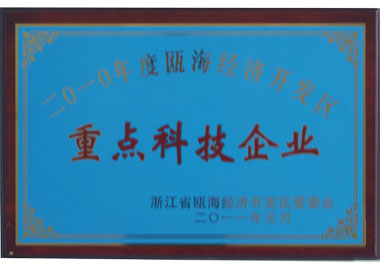 二〇一〇年度瓯海经济开发区
重点科技企业
浙江省瓯海经济开发区管委会
二〇一一年元月